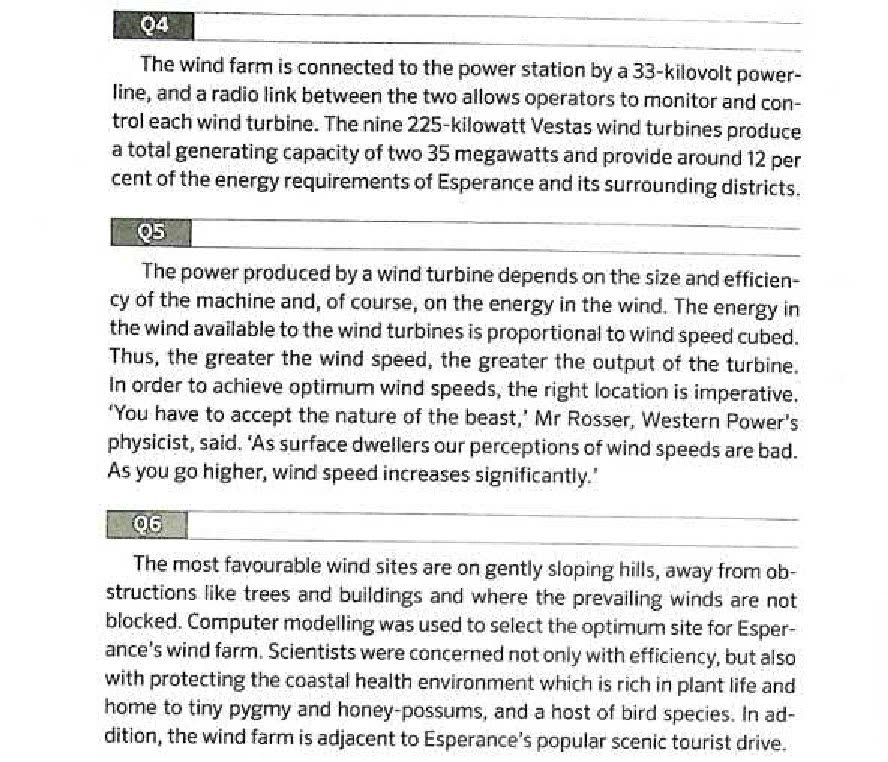 Q4
The wind farm is connected to the power station by a 33-kilovolt power-
line, and a radio link between the two allows operators to monitor and con-
trol each wind turbine. The nine 225-kilowatt Vestas wind turbines produce
a total generating capacity of two 35 megawatts and provide around 12 per
cent of the energy requirements of Esperance and its surrounding districts.
Q5
The power produced by a wind turbine depends on the size and efficien-
cy of the machine and, of course, on the energy in the wind. The energy in
the wind available to the wind turbines is proportional to wind speed cubed.
Thus, the greater the wind speed, the greater the output of the turbine.
In order to achieve optimum wind speeds, the right location is imperative.
'You have to accept the nature of the beast,' Mr Rosser, Western Power's
physicist, said. 'As surface dwellers our perceptions of wind speeds are bad.
As you go higher, wind speed increases significantly.'
Q6
The most favourable wind sites are on gently sloping hills, away from ob-
structions like trees and buildings and where the prevailing winds are not
blocked. Computer modelling was used to select the optimum site for Esper-
ance's wind farm. Scientists were concerned not only with efficiency, but also
with protecting the coastal health environment which is rich in plant life and
home to tiny pygmy and honey-possums, and a host of bird species. In ad-
dition, the wind farm is adjacent to Esperance's popular scenic tourist drive.